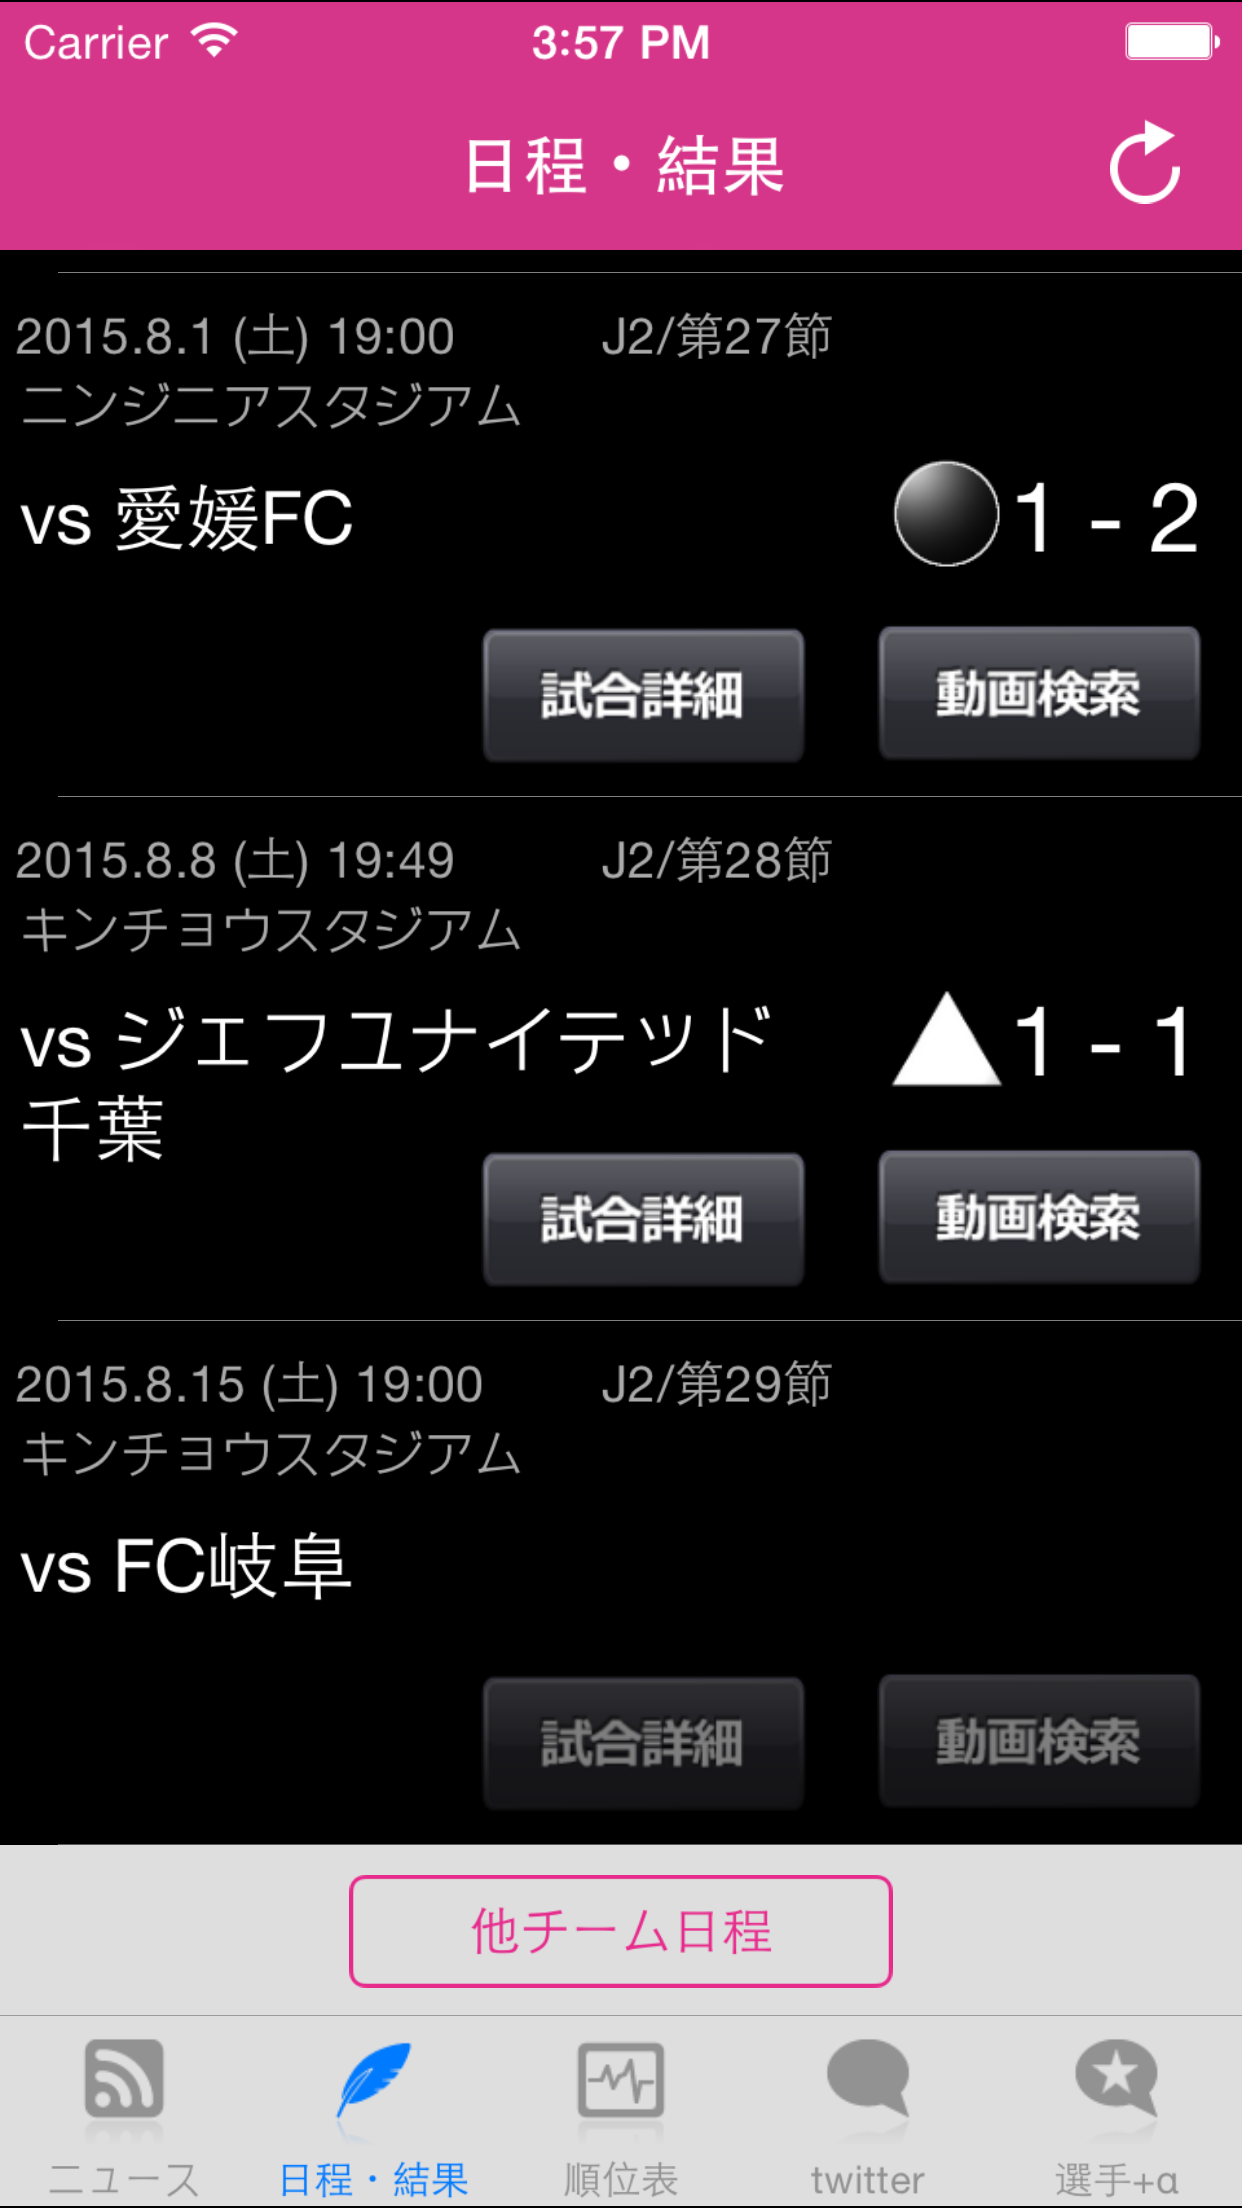 Carrier 3:57 PM
日程・結果
2015.8.1 (土) 19:00 J2/第27節
ニンジニアスタジアム
vs 愛媛FC 1 - 2
試合詳細 動画検索
2015.8.8 (土) 19:49 J2/第28節
キンチョウスタジアム
vs ジェフユナイテッド 1 - 1
千葉
試合詳細 動画検索
2015.8.15 (土) 19:00 J2/第29節
キンチョウスタジアム
vs FC岐阜
試合詳細 動画検索
他チーム日程
ニュース 日程・結果 順位表 twitter 選手+α